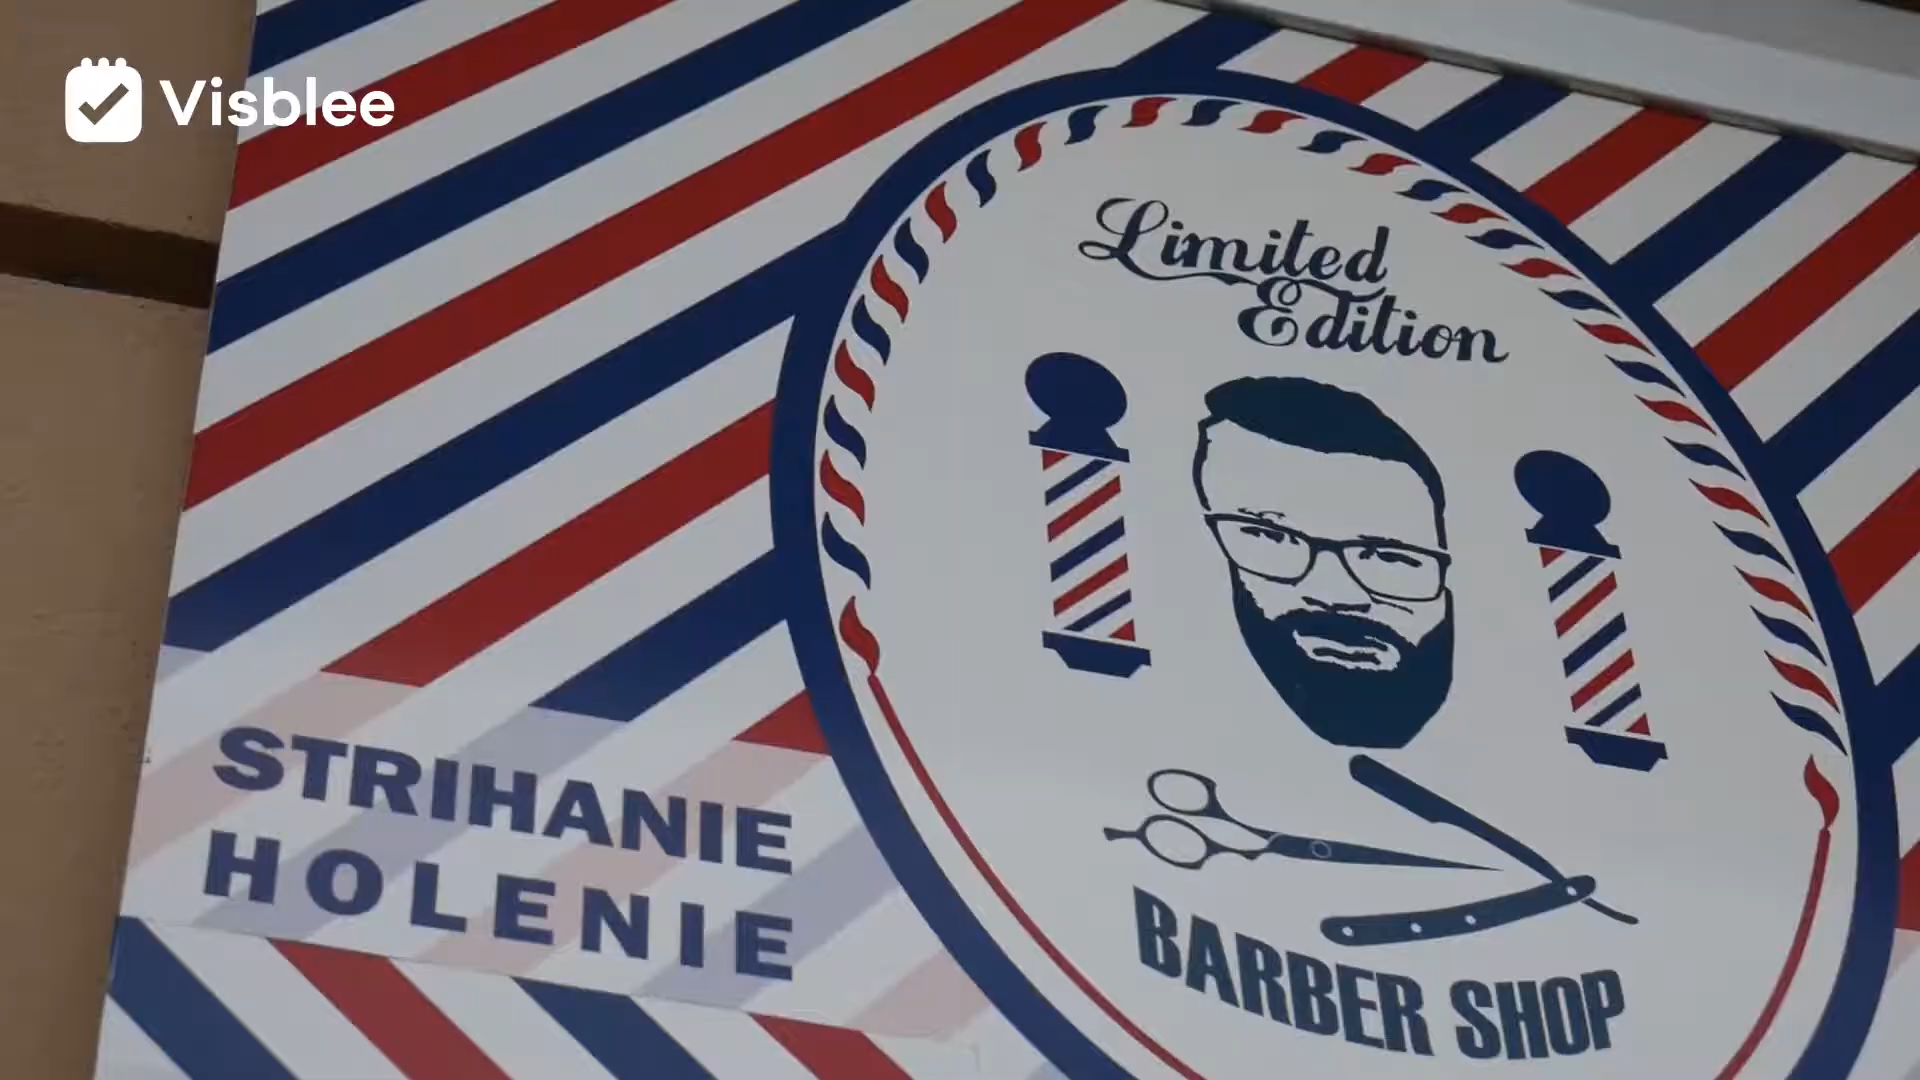 Visblee
Limited
Edition
STRIHANIE
HOLENIE
BARBER SHOP